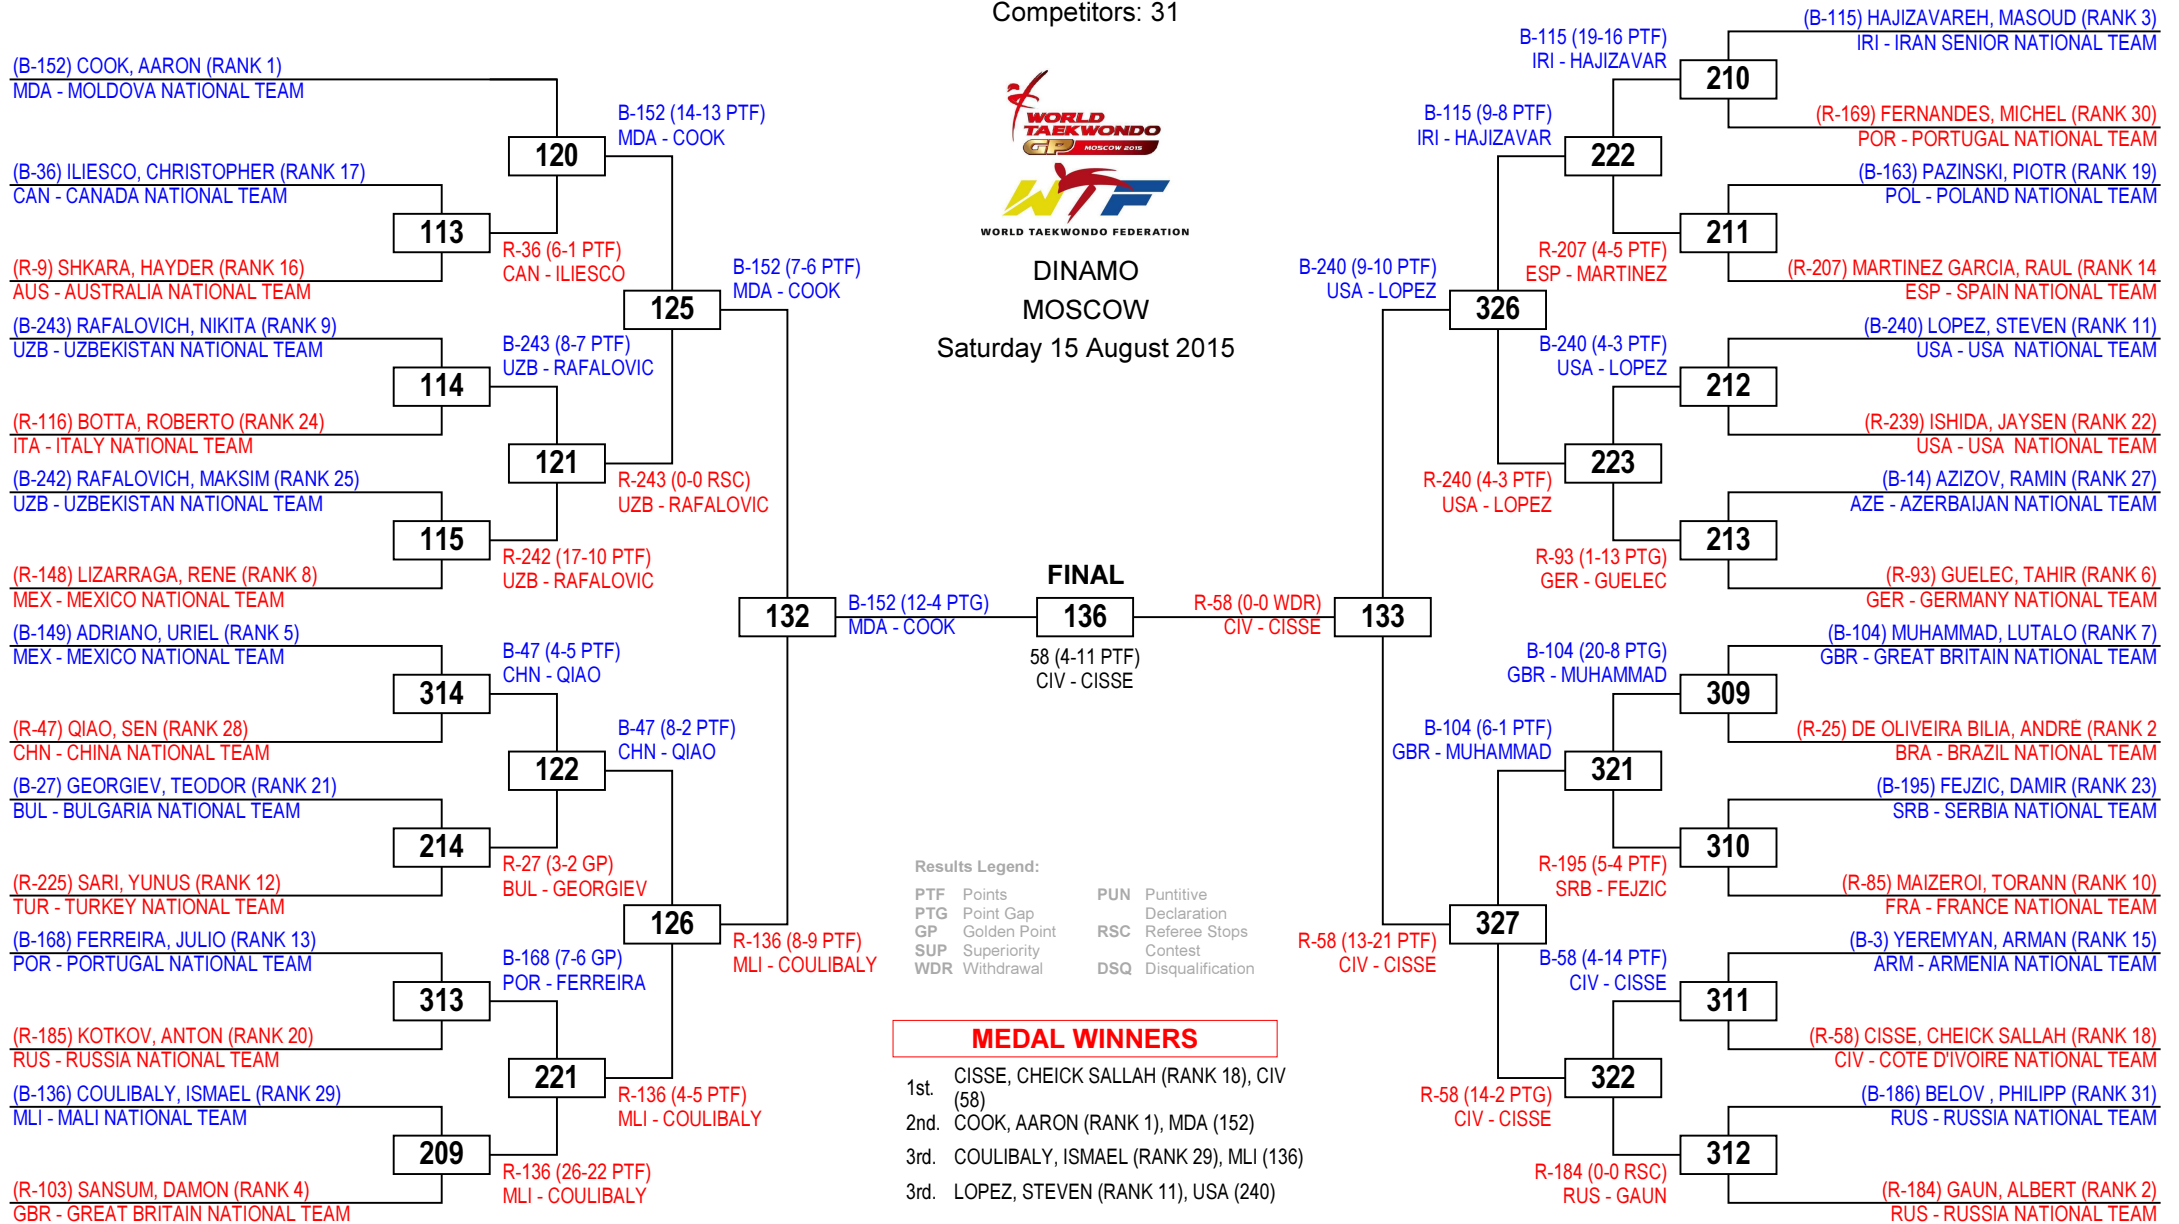 Competitors: 31
WORLD
TAEKWONDO
GP MOSCOW 2015
WTF
WORLD TAEKWONDO FEDERATION
DINAMO
MOSCOW
Saturday 15 August 2015
(B-152) COOK, AARON (RANK 1)
MDA - MOLDOVA NATIONAL TEAM
(B-36) ILIESCO, CHRISTOPHER (RANK 17)
CAN - CANADA NATIONAL TEAM
113
(R-9) SHKARA, HAYDER (RANK 16)
AUS - AUSTRALIA NATIONAL TEAM
(B-243) RAFALOVICH, NIKITA (RANK 9)
UZB - UZBEKISTAN NATIONAL TEAM
114
(R-116) BOTTA, ROBERTO (RANK 24)
ITA - ITALY NATIONAL TEAM
(B-242) RAFALOVICH, MAKSIM (RANK 25)
UZB - UZBEKISTAN NATIONAL TEAM
115
(R-148) LIZARRAGA, RENE (RANK 8)
MEX - MEXICO NATIONAL TEAM
(B-149) ADRIANO, URIEL (RANK 5)
MEX - MEXICO NATIONAL TEAM
314
(R-47) QIAO, SEN (RANK 28)
CHN - CHINA NATIONAL TEAM
(B-27) GEORGIEV, TEODOR (RANK 21)
BUL - BULGARIA NATIONAL TEAM
214
(R-225) SARI, YUNUS (RANK 12)
TUR - TURKEY NATIONAL TEAM
(B-168) FERREIRA, JULIO (RANK 13)
POR - PORTUGAL NATIONAL TEAM
313
(R-185) KOTKOV, ANTON (RANK 20)
RUS - RUSSIA NATIONAL TEAM
(B-136) COULIBALY, ISMAEL (RANK 29)
MLI - MALI NATIONAL TEAM
209
(R-103) SANSUM, DAMON (RANK 4)
GBR - GREAT BRITAIN NATIONAL TEAM
120
R-36 (6-1 PTF)
CAN - ILIESCO
B-243 (8-7 PTF)
UZB - RAFALOVIC
121
R-242 (17-10 PTF)
UZB - RAFALOVIC
B-47 (4-5 PTF)
CHN - QIAO
122
R-27 (3-2 GP)
BUL - GEORGIEV
B-168 (7-6 GP)
POR - FERREIRA
221
R-136 (26-22 PTF)
MLI - COULIBALY
B-152 (14-13 PTF)
MDA - COOK
125
R-243 (0-0 RSC)
UZB - RAFALOVIC
B-47 (8-2 PTF)
CHN - QIAO
126
R-136 (4-5 PTF)
MLI - COULIBALY
B-152 (7-6 PTF)
MDA - COOK
132
R-136 (8-9 PTF)
MLI - COULIBALY
B-152 (12-4 PTG)
MDA - COOK
FINAL
136
58 (4-11 PTF)
CIV - CISSE
R-58 (0-0 WDR)
CIV - CISSE
133
B-240 (9-10 PTF)
USA - LOPEZ
R-58 (13-21 PTF)
CIV - CISSE
326
327
B-115 (9-8 PTF)
IRI - HAJIZAVAR
R-240 (4-3 PTF)
USA - LOPEZ
B-104 (6-1 PTF)
GBR - MUHAMMAD
R-58 (14-2 PTG)
CIV - CISSE
B-115 (19-16 PTF)
IRI - HAJIZAVAR
222
R-207 (4-5 PTF)
ESP - MARTINEZ
B-240 (4-3 PTF)
USA - LOPEZ
223
R-93 (1-13 PTG)
GER - GUELEC
B-104 (20-8 PTG)
GBR - MUHAMMAD
321
R-195 (5-4 PTF)
SRB - FEJZIC
B-58 (4-14 PTF)
CIV - CISSE
322
R-184 (0-0 RSC)
RUS - GAUN
(B-115) HAJIZAVAREH, MASOUD (RANK 3)
IRI - IRAN SENIOR NATIONAL TEAM
210
(R-169) FERNANDES, MICHEL (RANK 30)
POR - PORTUGAL NATIONAL TEAM
(B-163) PAZINSKI, PIOTR (RANK 19)
POL - POLAND NATIONAL TEAM
211
(R-207) MARTINEZ GARCIA, RAUL (RANK 14
ESP - SPAIN NATIONAL TEAM
(B-240) LOPEZ, STEVEN (RANK 11)
USA - USA NATIONAL TEAM
212
(R-239) ISHIDA, JAYSEN (RANK 22)
USA - USA NATIONAL TEAM
(B-14) AZIZOV, RAMIN (RANK 27)
AZE - AZERBAIJAN NATIONAL TEAM
213
(R-93) GUELEC, TAHIR (RANK 6)
GER - GERMANY NATIONAL TEAM
(B-104) MUHAMMAD, LUTALO (RANK 7)
GBR - GREAT BRITAIN NATIONAL TEAM
309
(R-25) DE OLIVEIRA BILIA, ANDRÉ (RANK 2
BRA - BRAZIL NATIONAL TEAM
(B-195) FEJZIC, DAMIR (RANK 23)
SRB - SERBIA NATIONAL TEAM
310
(R-85) MAIZEROI, TORANN (RANK 10)
FRA - FRANCE NATIONAL TEAM
(B-3) YEREMYAN, ARMAN (RANK 15)
ARM - ARMENIA NATIONAL TEAM
311
(R-58) CISSE, CHEICK SALLAH (RANK 18)
CIV - COTE D'IVOIRE NATIONAL TEAM
(B-186) BELOV , PHILIPP (RANK 31)
RUS - RUSSIA NATIONAL TEAM
312
(R-184) GAUN, ALBERT (RANK 2)
RUS - RUSSIA NATIONAL TEAM
Results Legend:
PTF Points
PTG Point Gap
GP Golden Point
SUP Superiority
WDR Withdrawal
PUN Puntitive
Declaration
RSC Referee Stops
Contest
DSQ Disqualification
MEDAL WINNERS
1st. CISSE, CHEICK SALLAH (RANK 18), CIV
(58)
2nd. COOK, AARON (RANK 1), MDA (152)
3rd. COULIBALY, ISMAEL (RANK 29), MLI (136)
3rd. LOPEZ, STEVEN (RANK 11), USA (240)